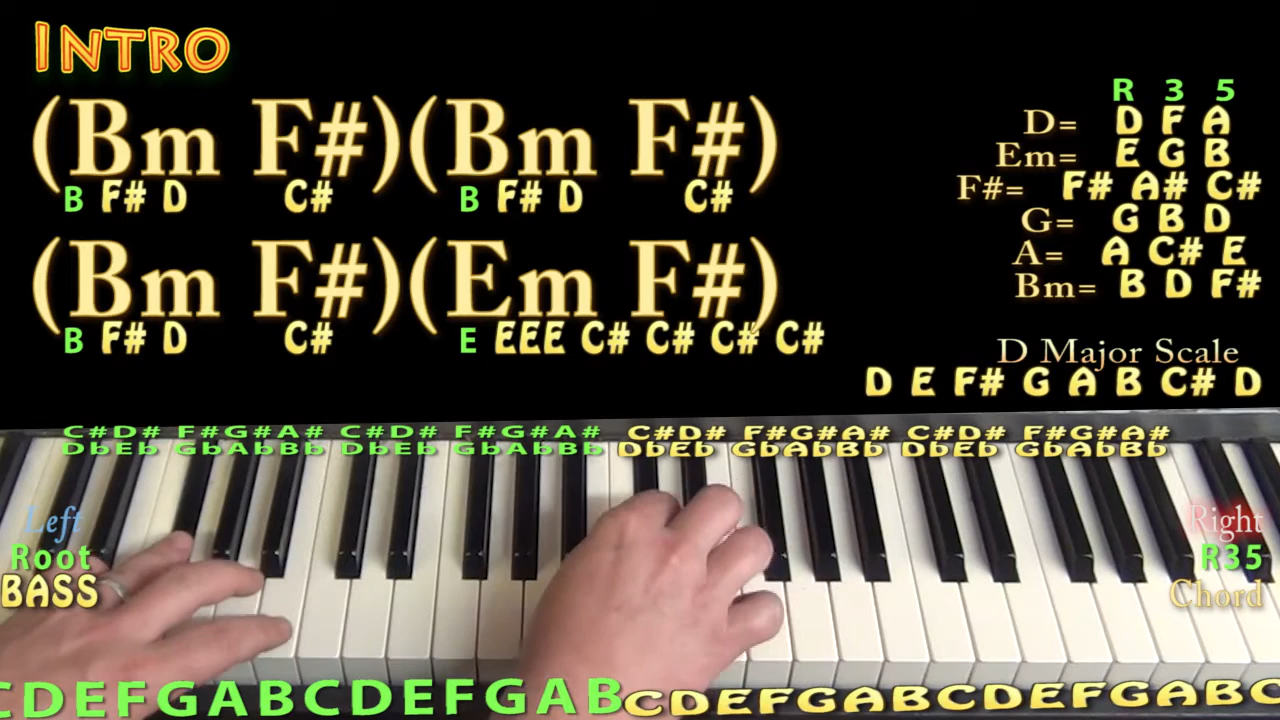 INTRO
(Bm F#)(Bm F#)
B F# D C# B F# D C#
(Bm F#)(Em F#)
B F# D C# E EEE C# C# C# C#
R 3 5
D= D F A
Em= E G B
F#= F# A# C#
G= G B D
A= A C# E
Bm= B D F#
D Major Scale
D E F# G A B C# D
C#D# F#G#A# C#D# F#G#A# C#D# F#G#A# C#D# F#G#A#
DbEb GbAbBb DbEb GbAbBb DbEb GbAbBb DbEb GbAbBb
Left
Root
BASS
Right
R35
Chord
CDEFGABCDEFGABCDEFGABCDEFGABC